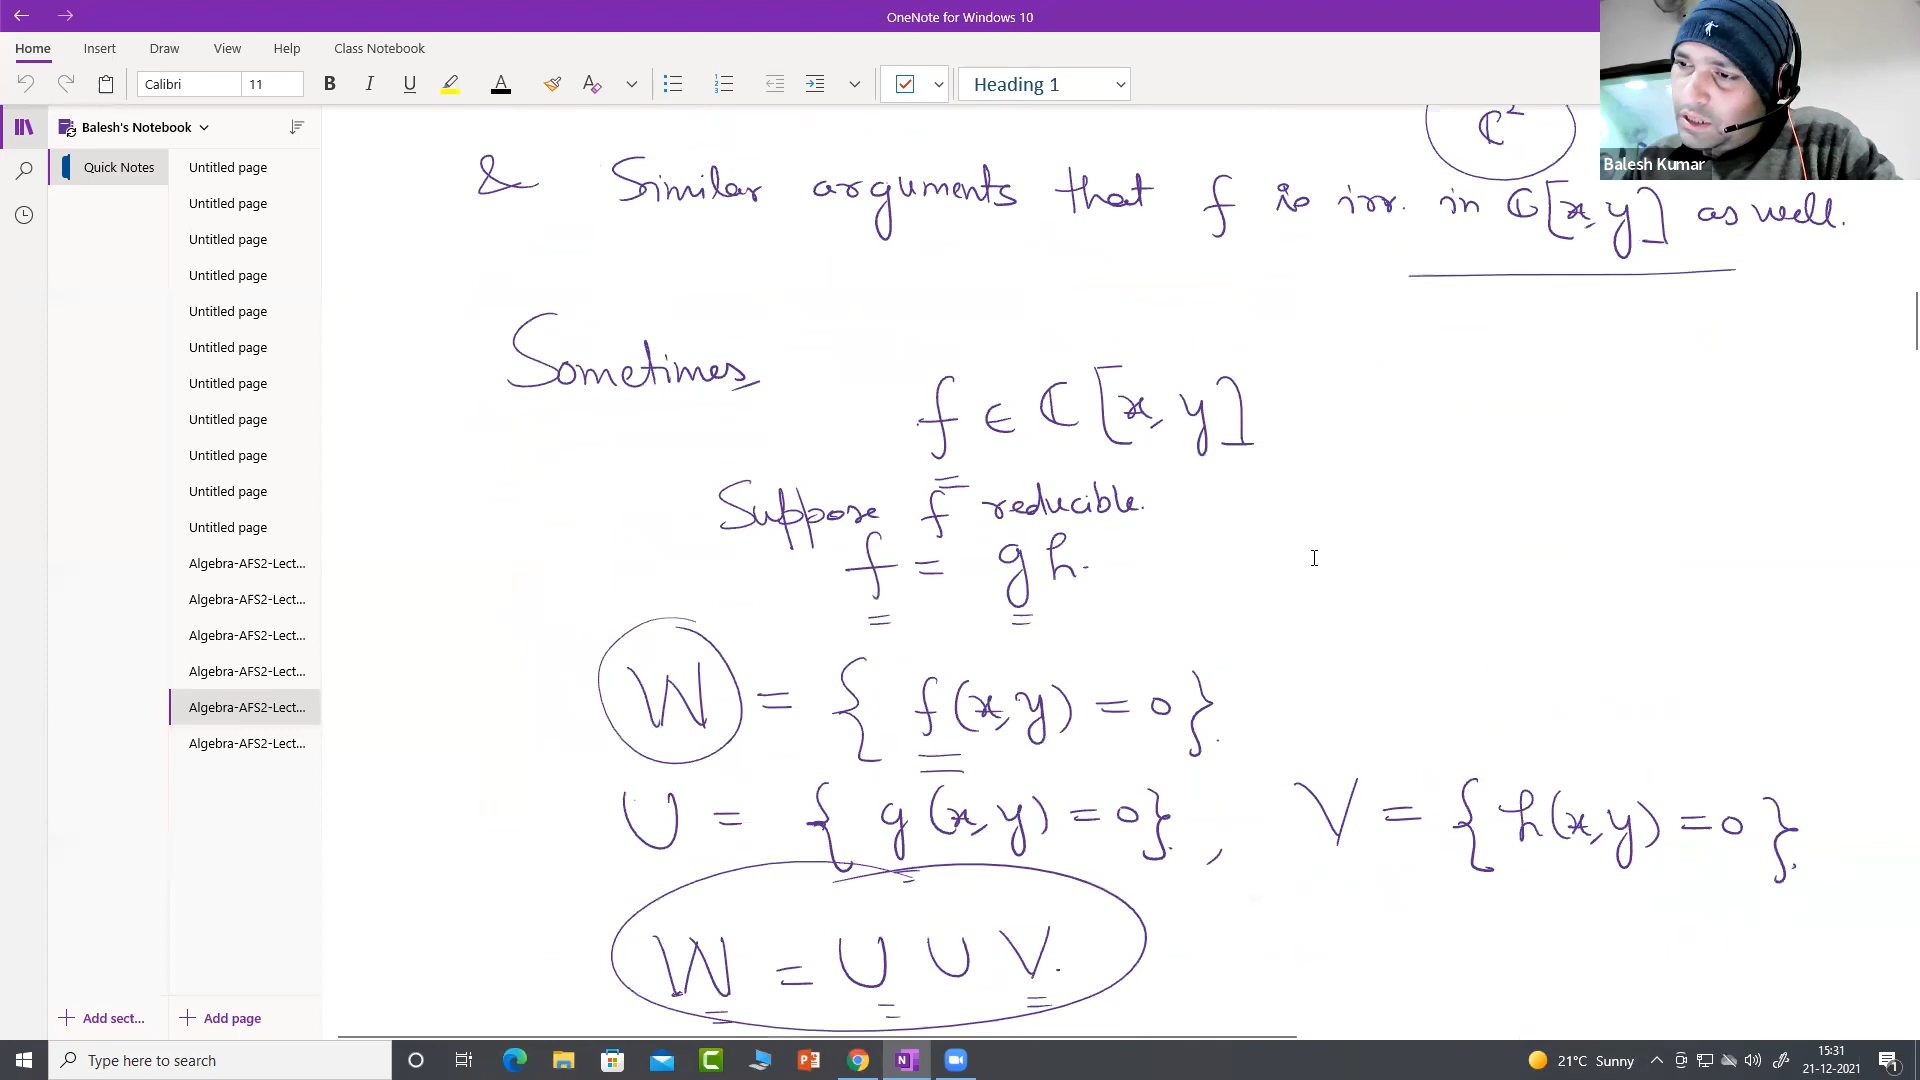 OneNote for Windows 10
Home Insert Draw View Help Class Notebook
Calibri 11 B I U A A Heading 1
Balesh's Notebook
Quick Notes
Untitled page
Untitled page
Untitled page
Untitled page
Untitled page
Untitled page
Untitled page
Untitled page
Untitled page
Untitled page
Untitled page
Algebra-AFS2-Lect...
Algebra-AFS2-Lect...
Algebra-AFS2-Lect...
Algebra-AFS2-Lect...
Algebra-AFS2-Lect...
Algebra-AFS2-Lect...
Add sect... Add page
Balesh Kumar
ℂ²
& Similar arguments that f is irr. in ℂ[x, y] as well.
Sometimes
f ∈ ℂ[x, y]
Suppose f reducible.
f = g h.
W = { f(x, y) = 0 }.
U = { g(x, y) = 0 }. , V = { h(x, y) = 0 }.
W = U ∪ V.
Type here to search
21°C Sunny
15:31
21-12-2021
1